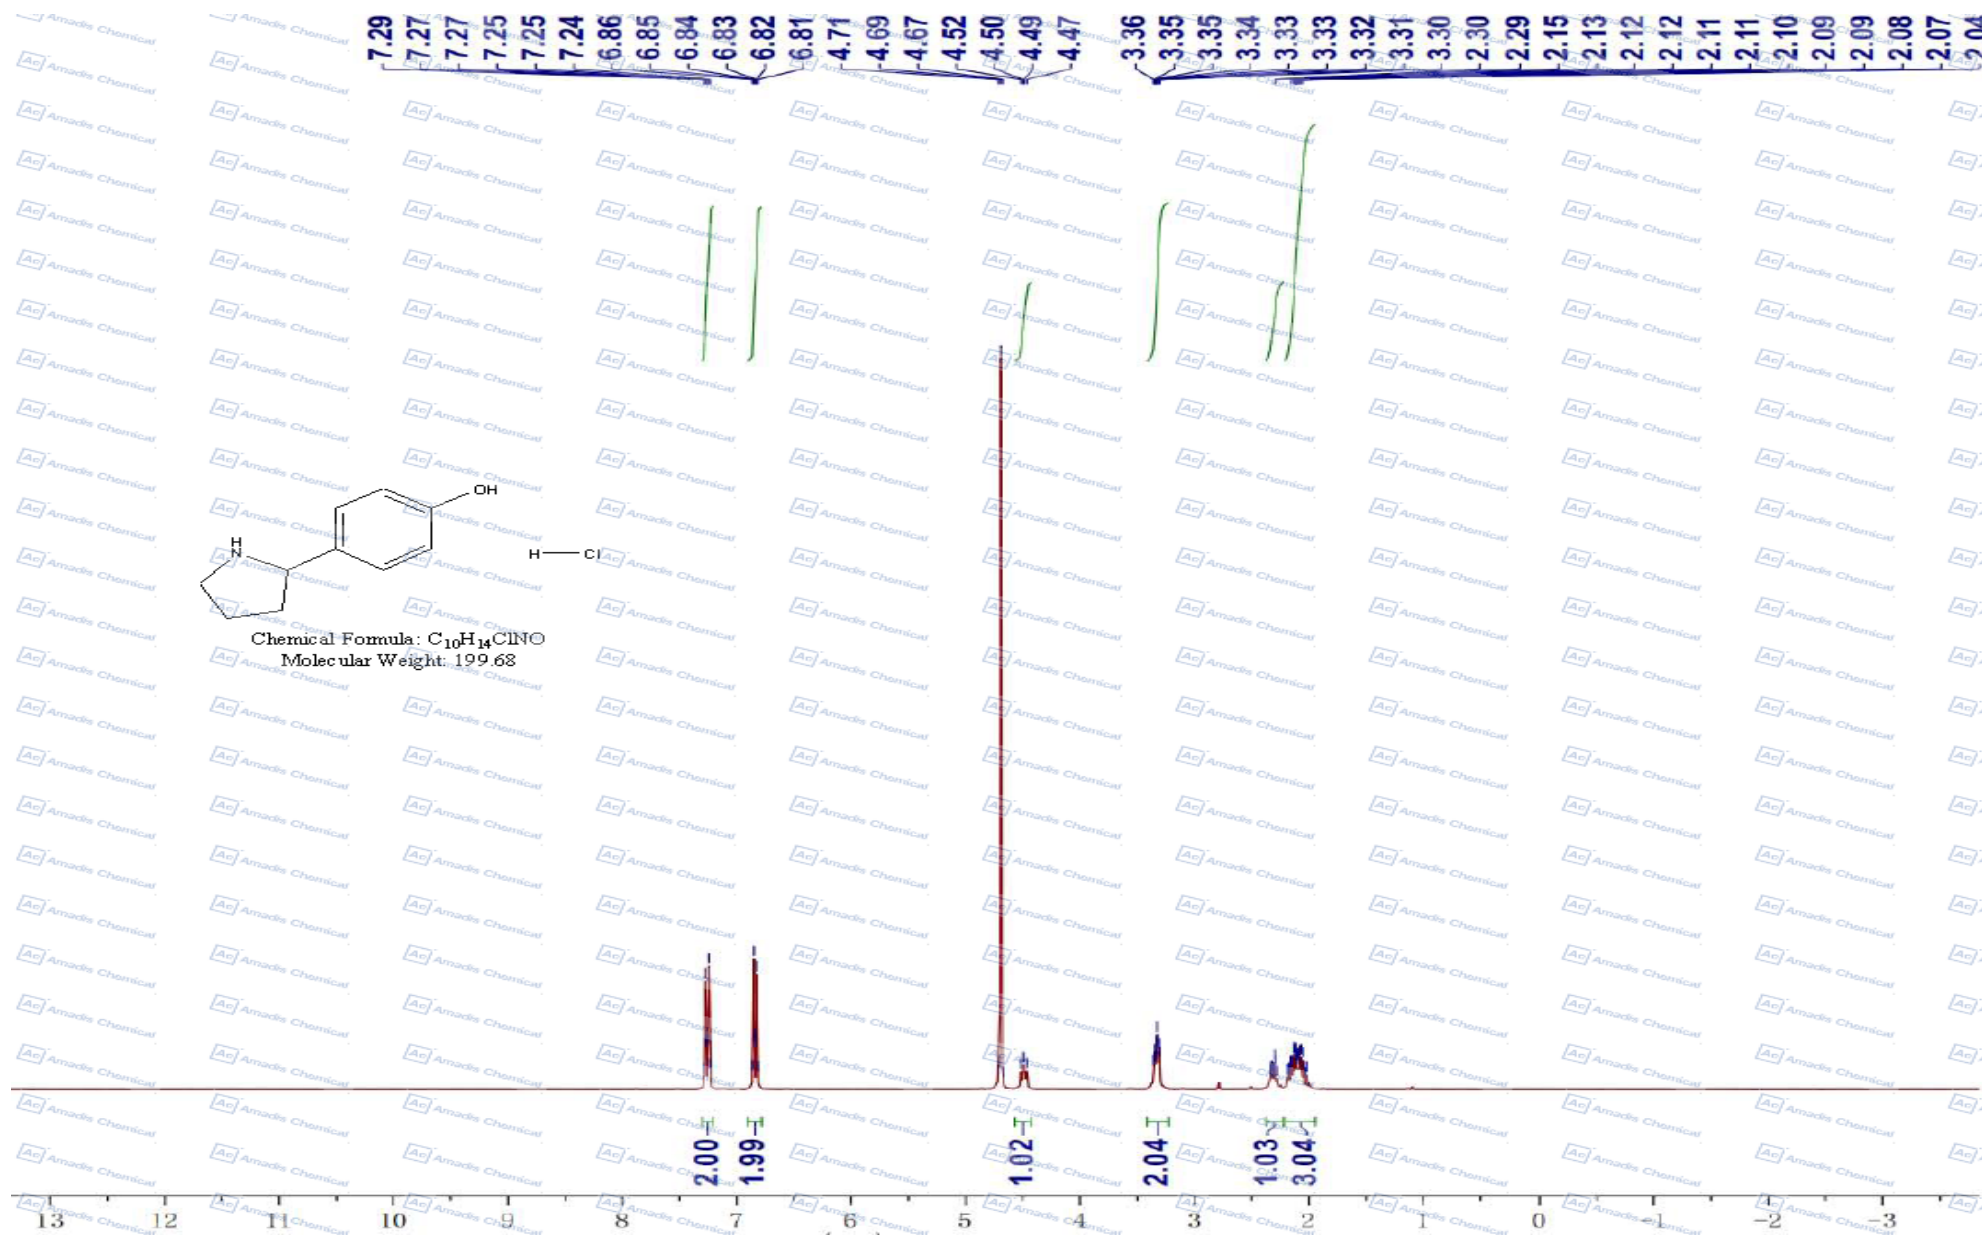 7.29 7.27 7.27 7.25 7.25 7.24 6.86 6.85 6.84 6.83 6.82 6.81 4.71 4.69 4.67 4.52 4.50 4.49 4.47 3.36 3.35 3.35 3.34 3.33 3.33 3.32 3.31 3.30 2.30 2.29 2.15 2.13 2.12 2.12 2.11 2.11 2.10 2.09 2.09 2.08 2.07 2.04
OH
H
N
H Cl
Chemical Formula: C10H14ClNO
Molecular Weight: 199.68
2.00 1.99 1.02 2.04 1.03 3.04
13 12 11 10 9 8 7 6 5 4 3 2 1 0 -1 -2 -3
Ac Amadis Chemical